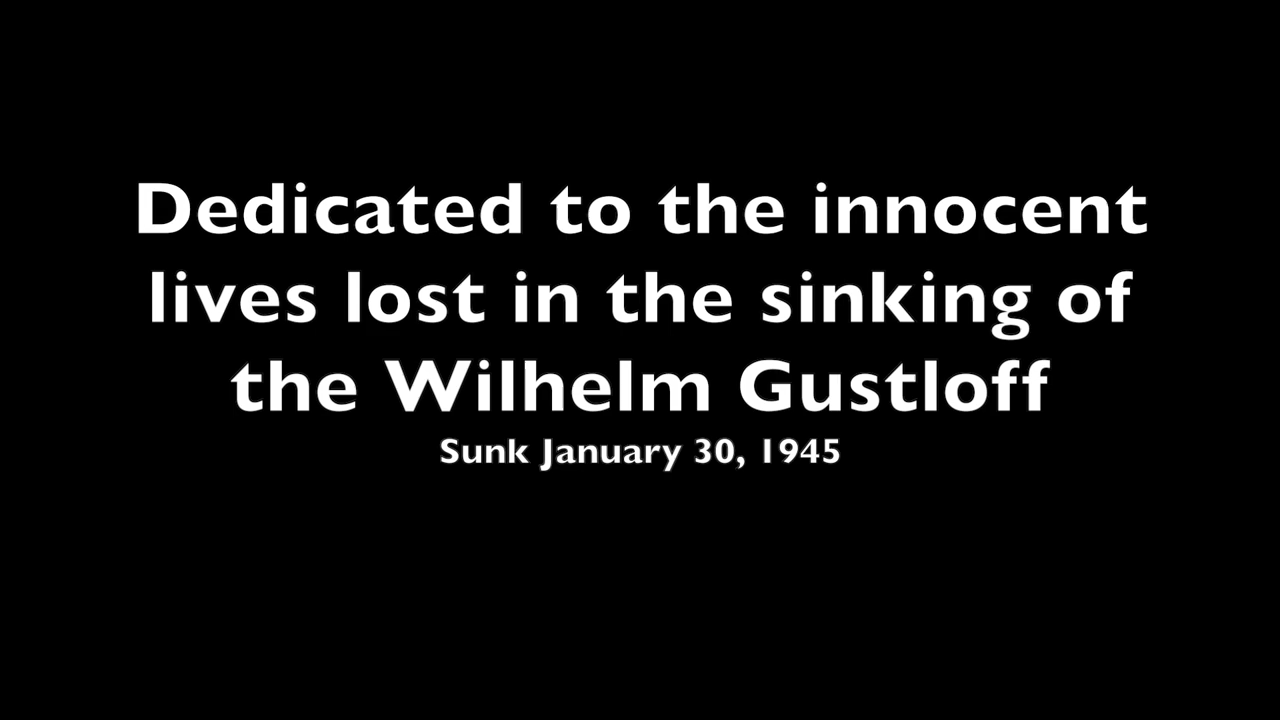 Dedicated to the innocent
lives lost in the sinking of
the Wilhelm Gustloff
Sunk January 30, 1945